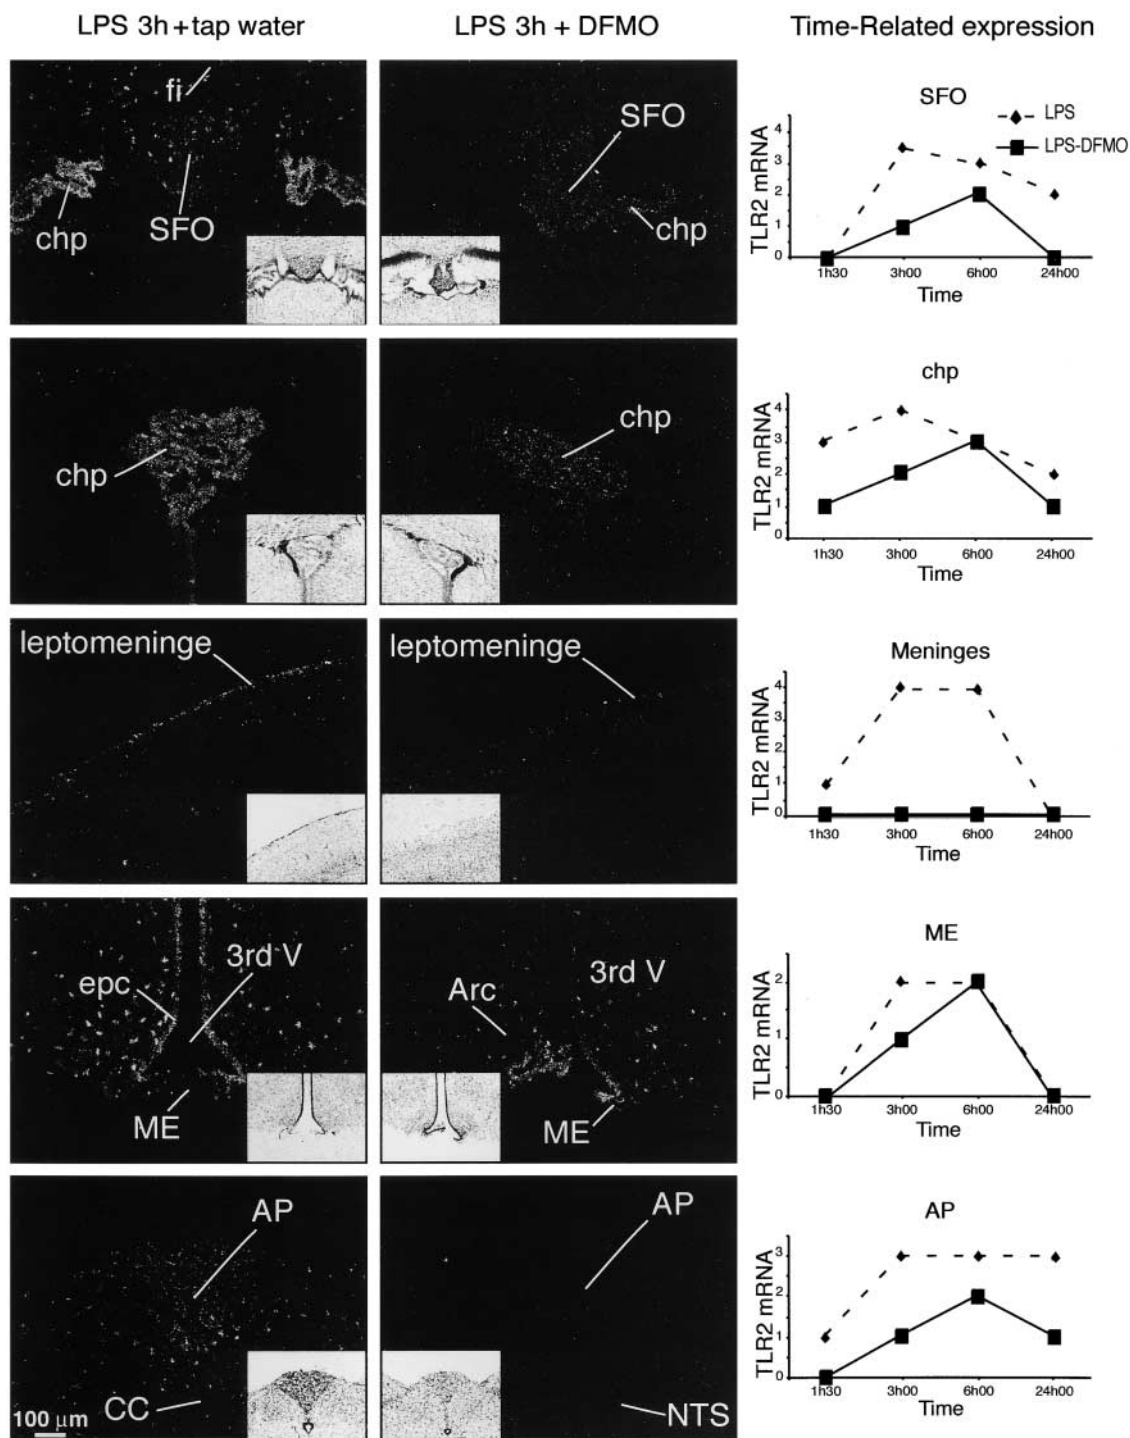 LPS 3h + tap water
LPS 3h + DFMO
Time-Related expression
fi
chp
SFO
SFO
chp
SFO
LPS
LPS-DFMO
TLR2 mRNA
4
3
2
1
0
1h30 3h00 6h00 24h00
Time
chp
chp
chp
TLR2 mRNA
4
3
2
1
0
1h30 3h00 6h00 24h00
Time
leptomeninge
leptomeninge
Meninges
TLR2 mRNA
4
3
2
1
0
1h30 3h00 6h00 24h00
Time
3rd V
epc
ME
3rd V
Arc
ME
ME
TLR2 mRNA
2
1
0
1h30 3h00 6h00 24h00
Time
AP
CC
100 μm
AP
NTS
AP
TLR2 mRNA
3
2
1
0
1h30 3h00 6h00 24h00
Time